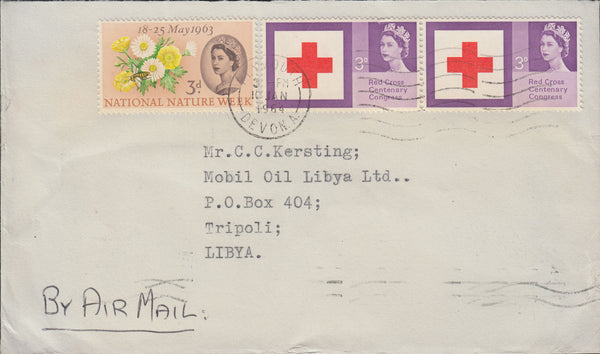 18-25 May 1963
3d
NATIONAL NATURE WEEK
3d
Red Cross
Centenary
Congress
3d
Red Cross
Centenary
Congress
JAN
1964
DEVON
Mr.C.C.Kersting;
Mobil Oil Libya Ltd..
P.O.Box 404;
Tripoli;
LIBYA.
BY AIR MAIL: